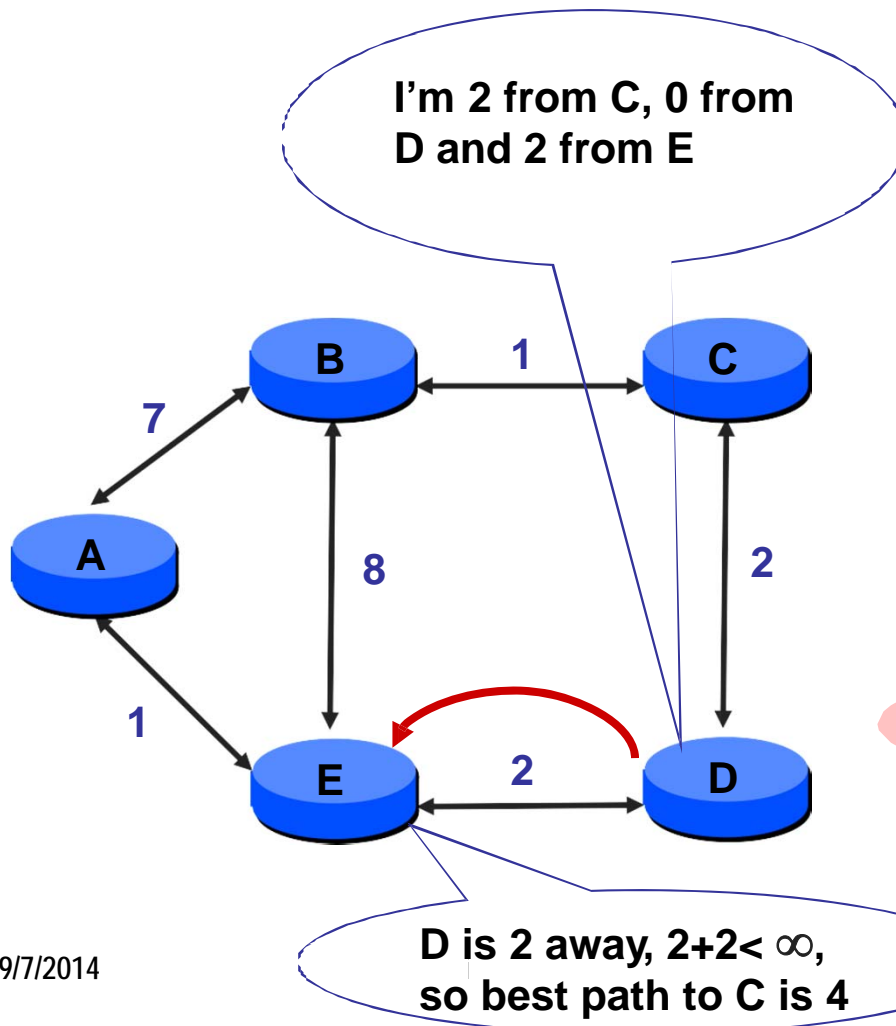 I'm 2 from C, 0 from
D and 2 from E
B
1
C
7
A
8
2
1
E
2
D
D is 2 away, 2+2< ∞,
so best path to C is 4
9/7/2014